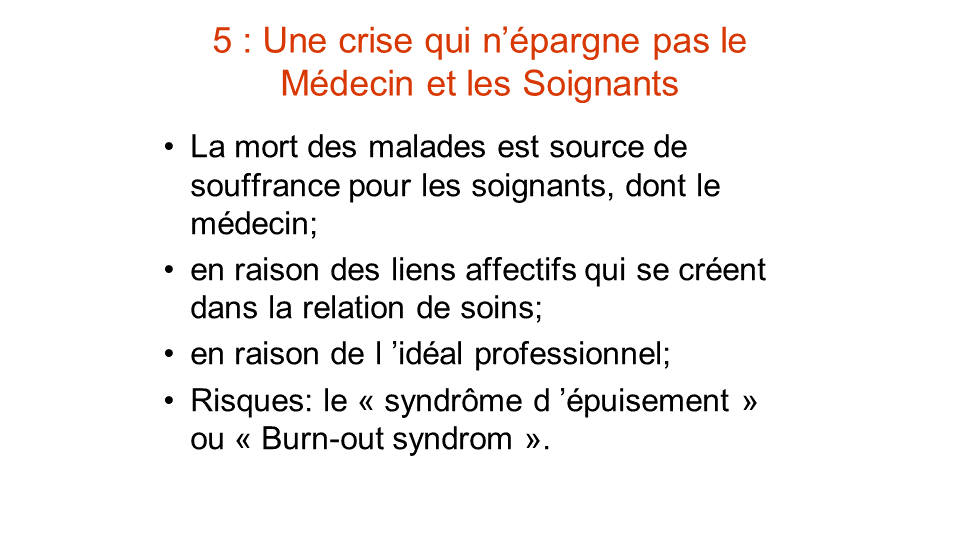 5 : Une crise qui n’épargne pas le
Médecin et les Soignants
• La mort des malades est source de
souffrance pour les soignants, dont le
médecin;
• en raison des liens affectifs qui se créent
dans la relation de soins;
• en raison de l ’idéal professionnel;
• Risques: le « syndrôme d ’épuisement »
ou « Burn-out syndrom ».